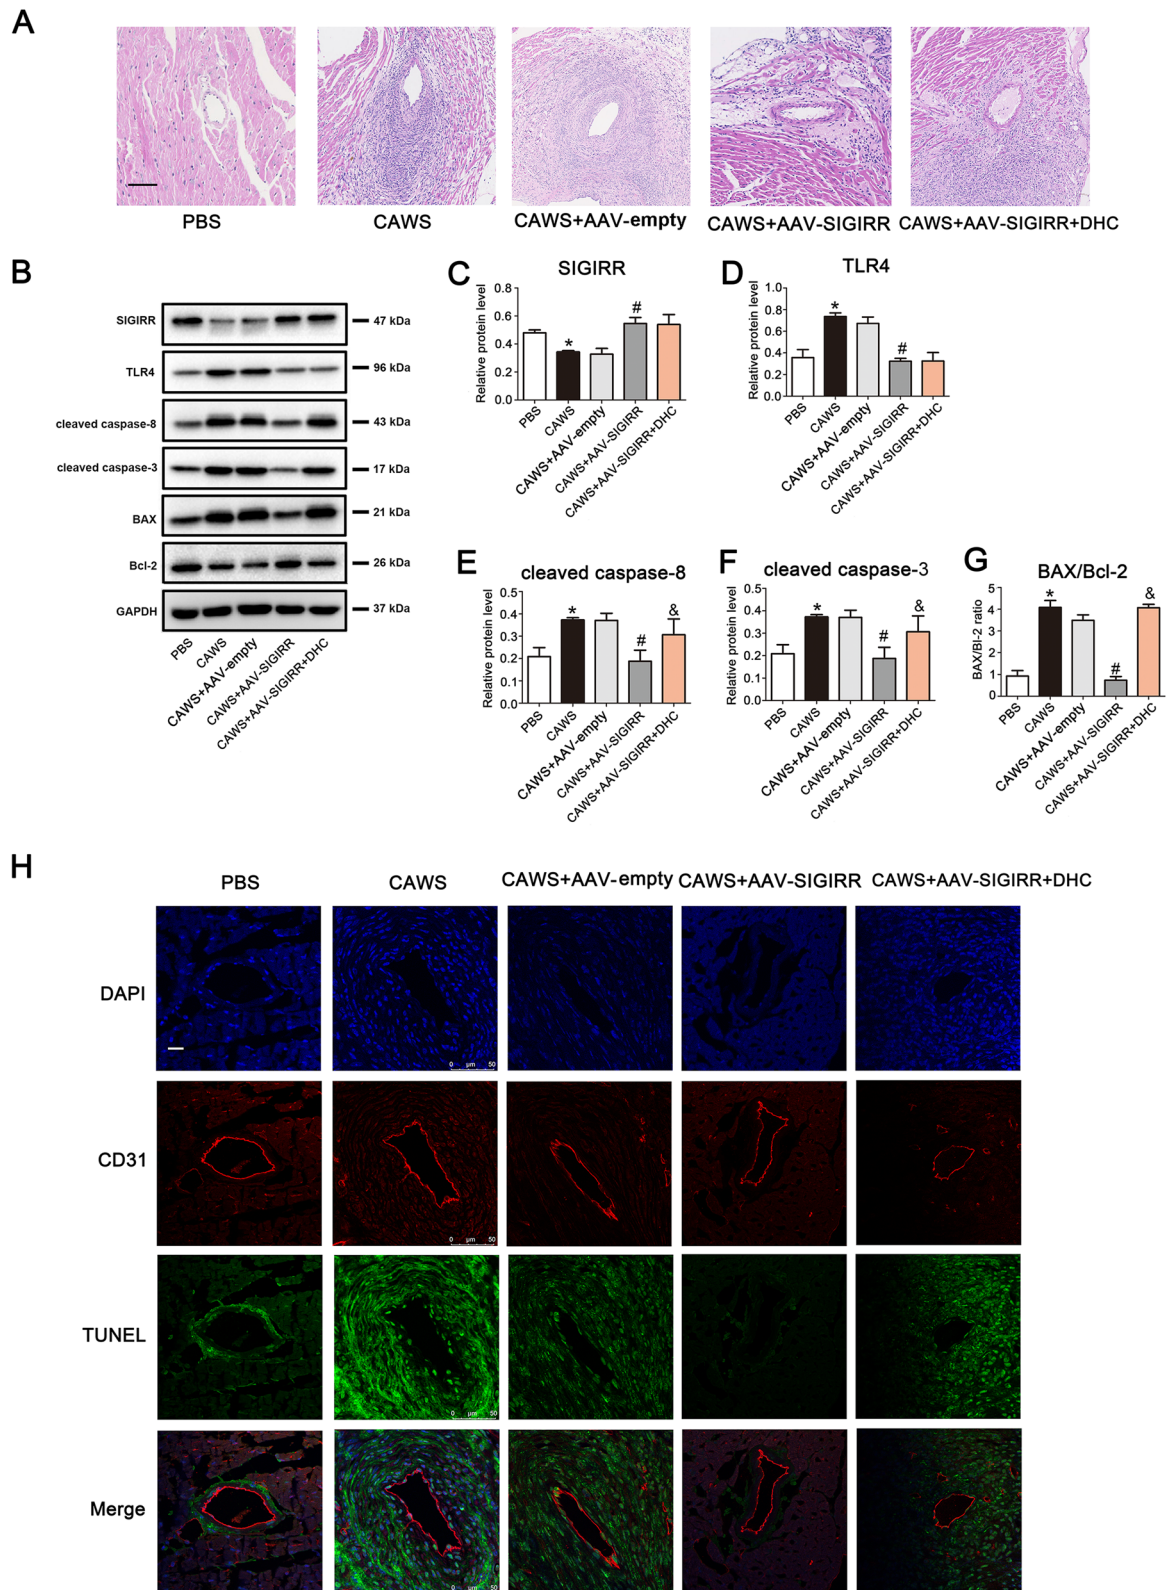 A
PBS
CAWS
CAWS+AAV-empty
CAWS+AAV-SIGIRR
CAWS+AAV-SIGIRR+DHC
B
SIGIRR
47 kDa
TLR4
96 kDa
cleaved caspase-8
43 kDa
cleaved caspase-3
17 kDa
BAX
21 kDa
Bcl-2
26 kDa
GAPDH
37 kDa
PBS
CAWS
CAWS+AAV-empty
CAWS+AAV-SIGIRR
CAWS+AAV-SIGIRR+DHC
C
SIGIRR
Relative protein level
0.8
0.6
0.4
0.2
0.0
*
#
PBS
CAWS
CAWS+AAV-empty
CAWS+AAV-SIGIRR
CAWS+AAV-SIGIRR+DHC
D
TLR4
Relative protein level
1.0
0.8
0.6
0.4
0.2
0.0
*
#
PBS
CAWS
CAWS+AAV-empty
CAWS+AAV-SIGIRR
CAWS+AAV-SIGIRR+DHC
E
cleaved caspase-8
Relative protein level
0.4
0.3
0.2
0.1
0.0
*
#
&
PBS
CAWS
CAWS+AAV-empty
CAWS+AAV-SIGIRR
CAWS+AAV-SIGIRR+DHC
F
cleaved caspase-3
Relative protein level
0.4
0.3
0.2
0.1
0.0
*
#
&
PBS
CAWS
CAWS+AAV-empty
CAWS+AAV-SIGIRR
CAWS+AAV-SIGIRR+DHC
G
BAX/Bcl-2
BAX/Bl-2 ratio
5
4
2
1
0
*
#
&
PBS
CAWS
CAWS+AAV-empty
CAWS+AAV-SIGIRR
CAWS+AAV-SIGIRR+DHC
H
PBS
CAWS
CAWS+AAV-empty
CAWS+AAV-SIGIRR
CAWS+AAV-SIGIRR+DHC
DAPI
0 µm 50
CD31
0 µm 50
TUNEL
0 µm 50
Merge
0 µm 50